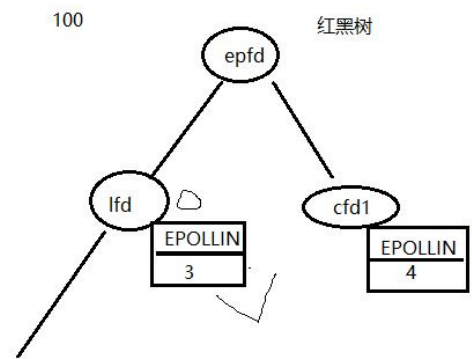 100
红黑树
epfd
lfd
cfd1
EPOLLIN
3
EPOLLIN
4